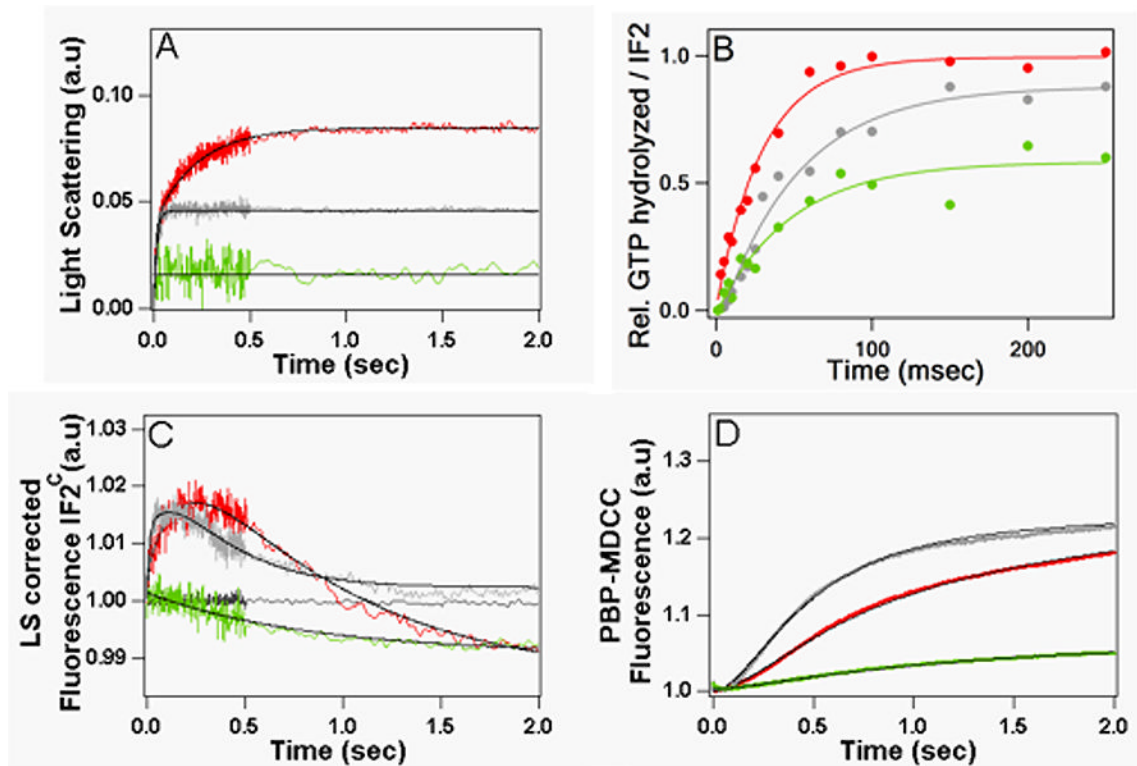 A
Light Scattering (a.u)
0.10
0.05
0.00
0.0 0.5 1.0 1.5 2.0
Time (sec)
B
Rel. GTP hydrolyzed / IF2
1.0
0.5
0.0
0 100 200
Time (msec)
C
LS corrected
Fluorescence IF2C (a.u)
1.03
1.02
1.01
1.00
0.99
0.0 0.5 1.0 1.5 2.0
Time (sec)
D
PBP-MDCC
Fluorescence (a.u)
1.3
1.2
1.1
1.0
0.0 0.5 1.0 1.5 2.0
Time (sec)